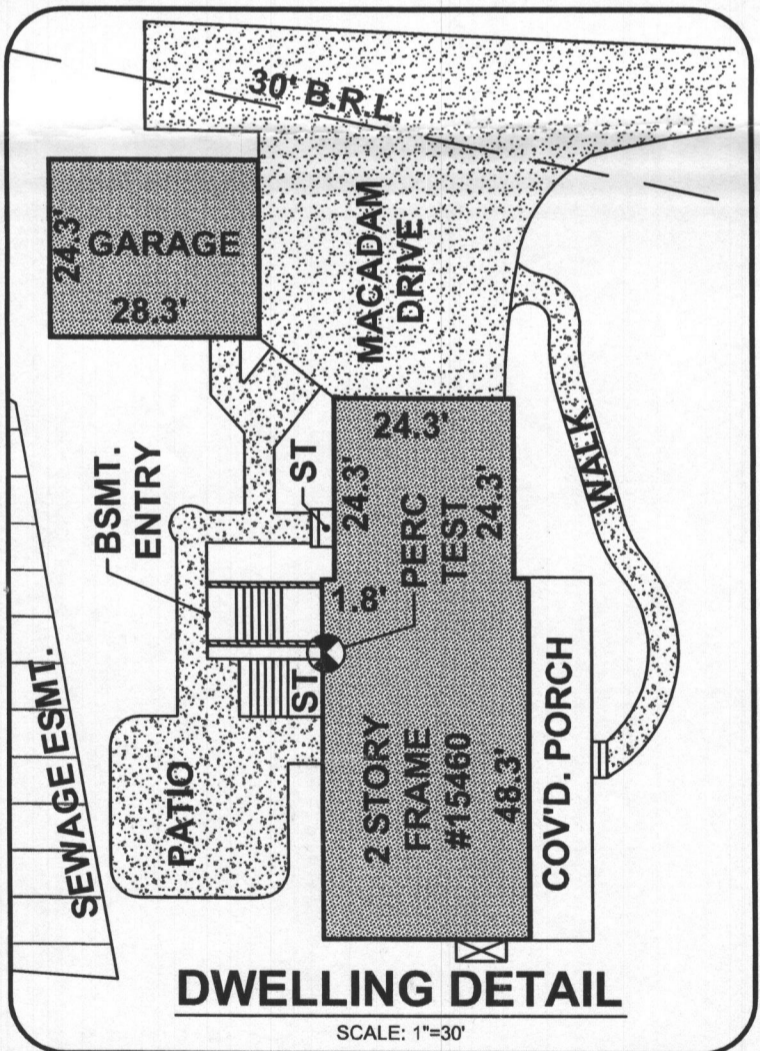 30' B.R.L.
MACADAM
DRIVE
24.3'
GARAGE
28.3'
24.3'
24.3'
ST
BSMT.
ENTRY
PERC
TEST
24.3'
WALK
1.8'
ST
SEWAGE ESMT.
PATIO
2 STORY
FRAME
#15460
48.3'
COV'D. PORCH
DWELLING DETAIL
SCALE: 1"=30'